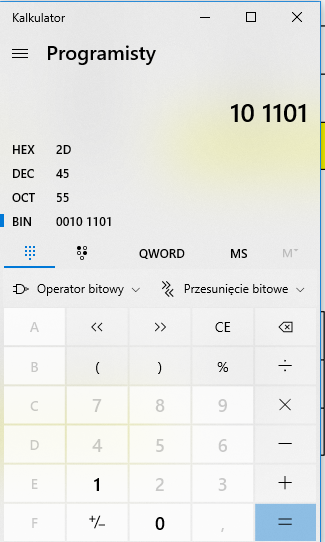 Kalkulator
Programisty
10 1101
HEX 2D
DEC 45
OCT 55
BIN 0010 1101
QWORD MS M˅
Operator bitowy Przesunięcie bitowe
A << >> CE
B ( ) % ÷
C 7 8 9 ×
D 4 5 6 −
E 1 2 3 +
F +/− 0 , =